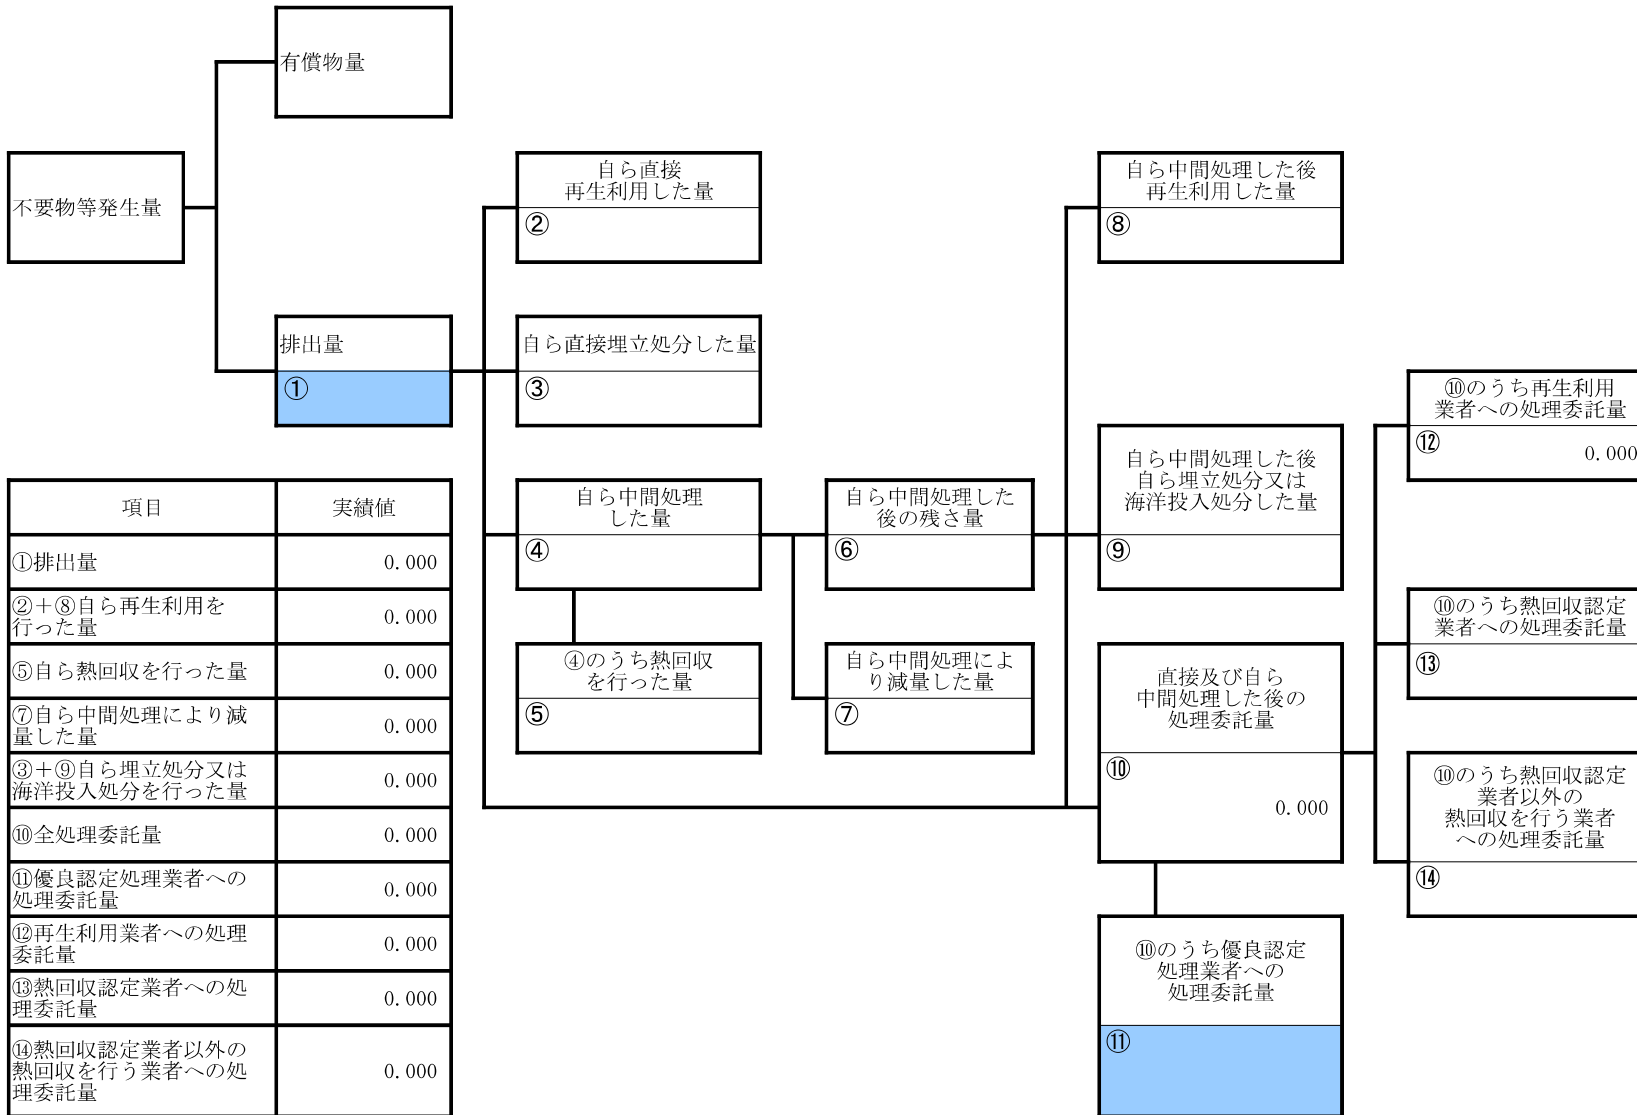 有償物量
不要物等発生量
自ら直接
再生利用した量
②
自ら中間処理した後
再生利用した量
⑧
排出量
①
自ら直接埋立処分した量
③
⑩のうち再生利用
業者への処理委託量
⑫
0.000
自ら中間処理
した量
④
自ら中間処理した
後の残さ量
⑥
自ら中間処理した後
自ら埋立処分又は
海洋投入処分した量
⑨
⑩のうち熱回収認定
業者への処理委託量
⑬
④のうち熱回収
を行った量
⑤
自ら中間処理によ
り減量した量
⑦
直接及び自ら
中間処理した後の
処理委託量
⑩
0.000
⑩のうち熱回収認定
業者以外の
熱回収を行う業者
への処理委託量
⑭
⑩のうち優良認定
処理業者への
処理委託量
⑪
項目 実績値
①排出量 0.000
②＋⑧自ら再生利用を
行った量 0.000
⑤自ら熱回収を行った量 0.000
⑦自ら中間処理により減
量した量 0.000
③＋⑨自ら埋立処分又は
海洋投入処分を行った量 0.000
⑩全処理委託量 0.000
⑪優良認定処理業者への
処理委託量 0.000
⑫再生利用業者への処理
委託量 0.000
⑬熱回収認定業者への処
理委託量 0.000
⑭熱回収認定業者以外の
熱回収を行う業者への処
理委託量 0.000